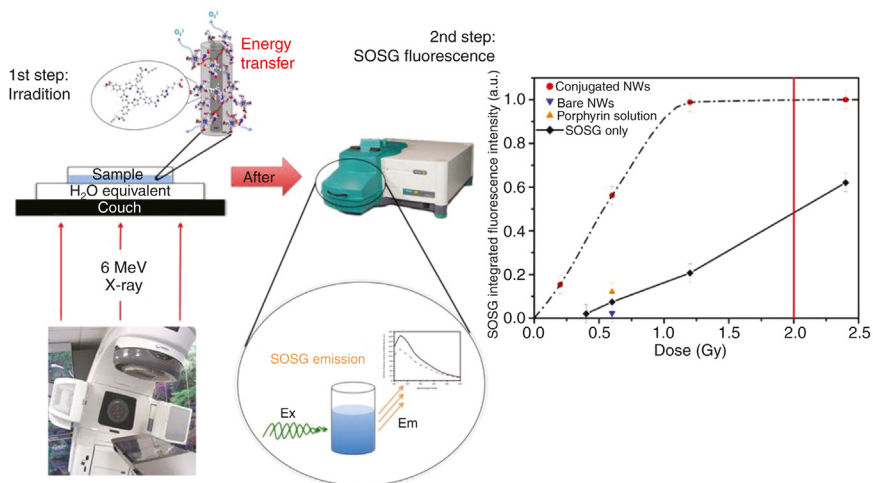 1st step:
Irradition
¹O₂
¹O₂
Energy
transfer
Sample
H₂O equivalent
Couch
6 MeV
X-ray
After
2nd step:
SOSG fluorescence
SOSG emission
Ex
Em
SOSG integrated fluorescence intensity (a.u.)
1.0
0.8
0.6
0.4
0.2
0
Conjugated NWs
Bare NWs
Porphyrin solution
SOSG only
0.0
0.5
1.0
1.5
2.0
2.5
Dose (Gy)